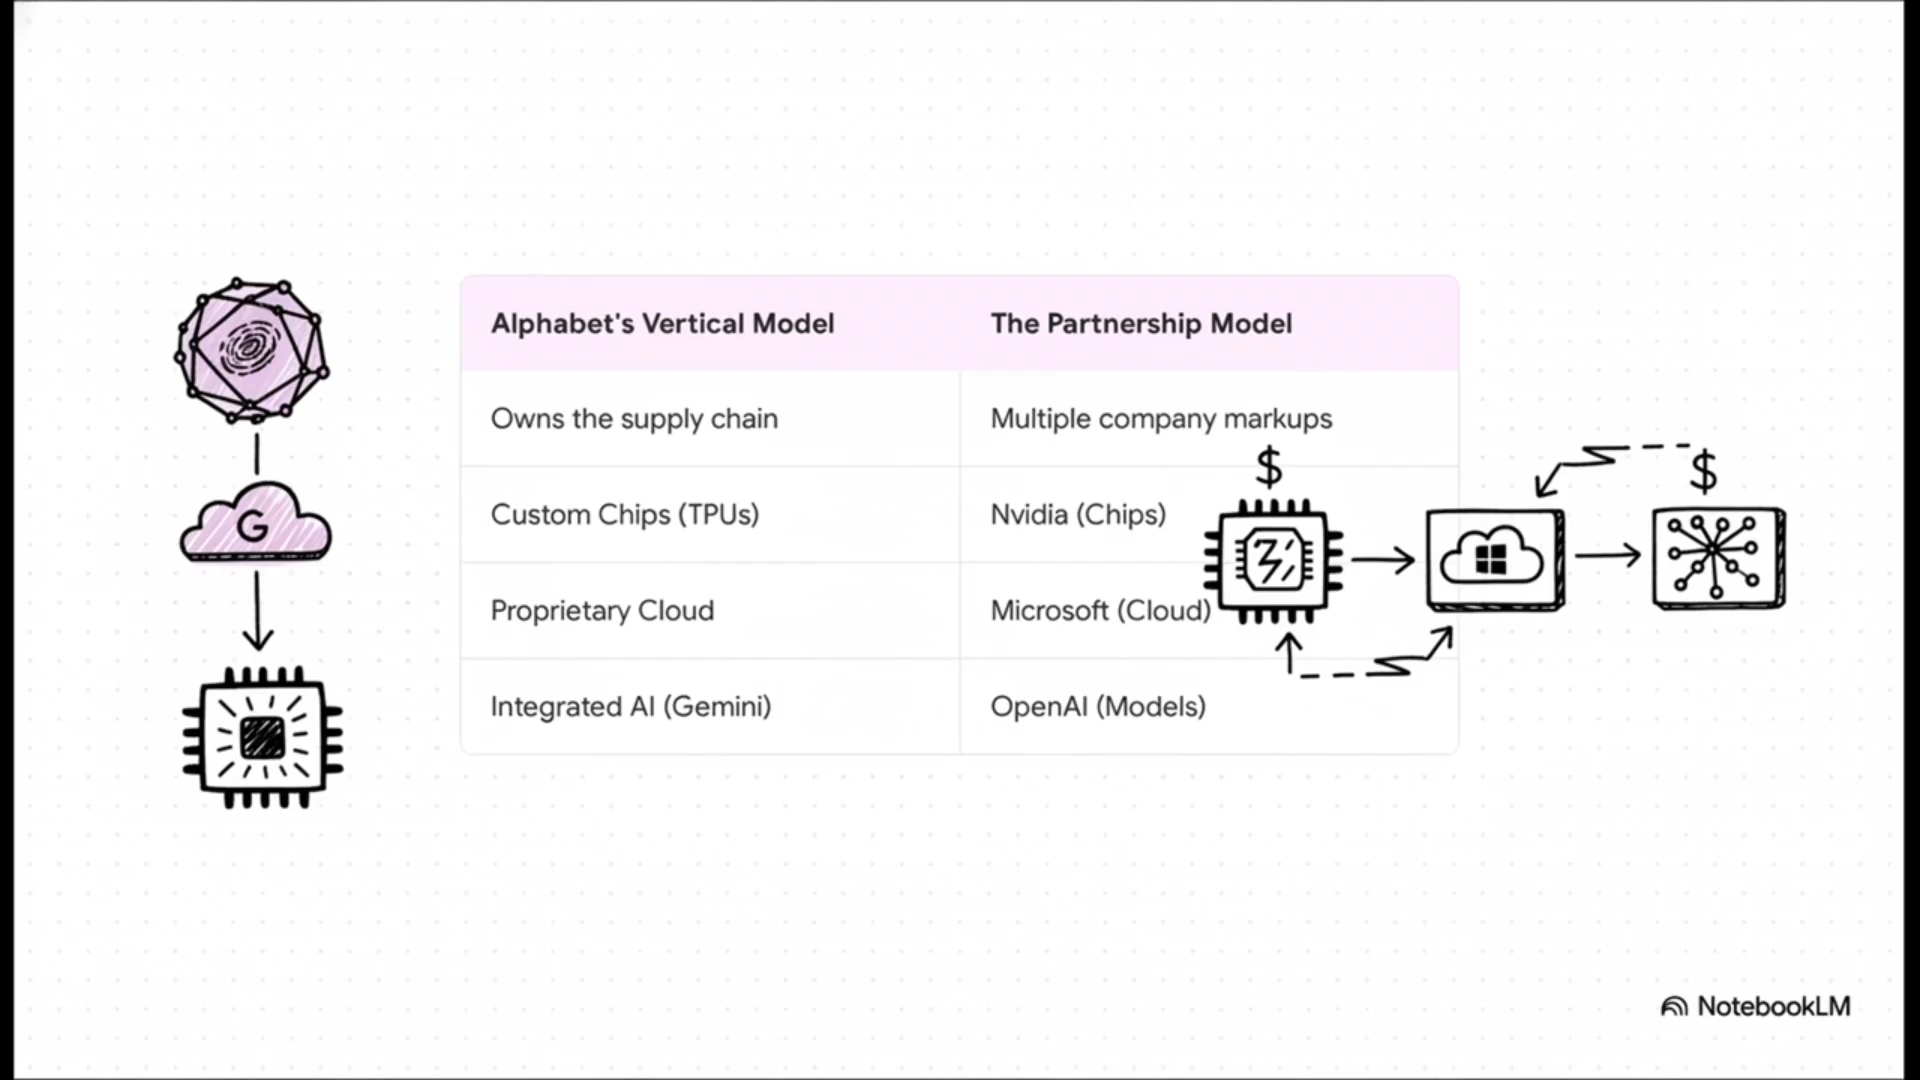 Alphabet's Vertical Model
The Partnership Model
Owns the supply chain
Multiple company markups
$
$
Custom Chips (TPUs)
Nvidia (Chips)
G
Proprietary Cloud
Microsoft (Cloud)
Integrated AI (Gemini)
OpenAI (Models)
NotebookLM